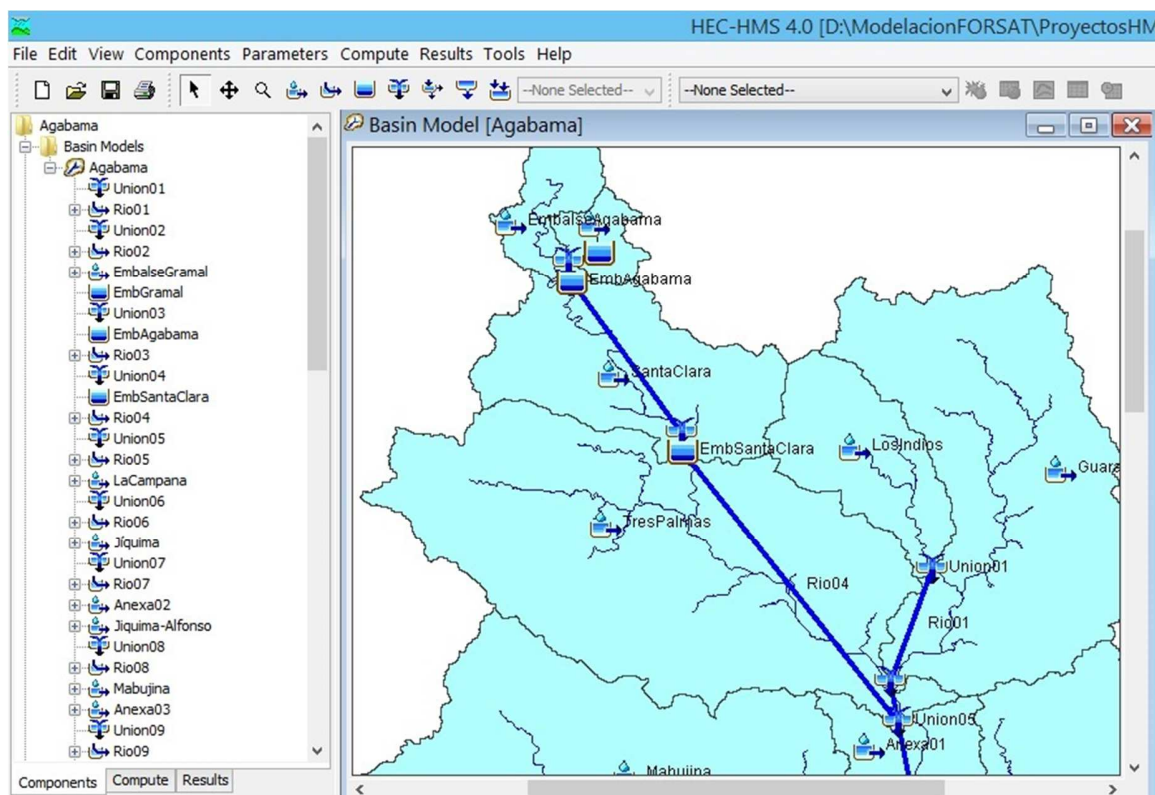 HEC-HMS 4.0 [D:\ModelacionFORSAT\ProyectosHM
File Edit View Components Parameters Compute Results Tools Help
--None Selected-- --None Selected--
Agabama
Basin Models
Agabama
Union01
Rio01
Union02
Rio02
EmbalseGramal
EmbGramal
Union03
EmbAgabama
Rio03
Union04
EmbSantaClara
Rio04
Union05
Rio05
LaCampana
Union06
Rio06
Jíquima
Union07
Rio07
Anexa02
Jiquima-Alfonso
Union08
Rio08
Mabujina
Anexa03
Union09
Rio09
Components Compute Results
Basin Model [Agabama]
EmbalseAgabama
EmbAgabama
SantaClara
EmbSantaClara
LosIndios
Guara
TresPalmas
Union01
Rio04
Rio01
Union05
Anexa01
Mabujina